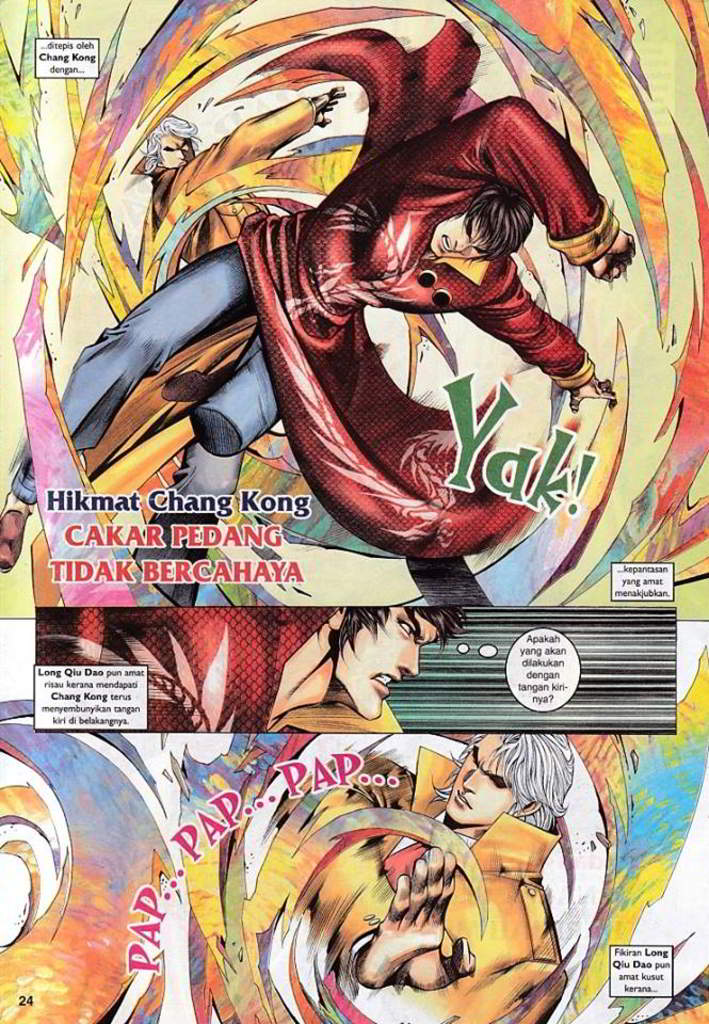 ...ditepis oleh
Chang Kong
dengan...
Yak!
Hikmat Chang Kong
CAKAR PEDANG
TIDAK BERCAHAYA
...kepantasan
yang amat
menakjubkan.
Long Qiu Dao pun amat
risau kerana mendapati
Chang Kong terus
menyembunyikan tangan
kiri di belakangnya.
Apakah
yang akan
dilakukan
dengan
tangan kiri-
nya?
PAP... PAP... PAP... PAP...
Fikiran Long
Qiu Dao pun
amat kusut
kerana...
24